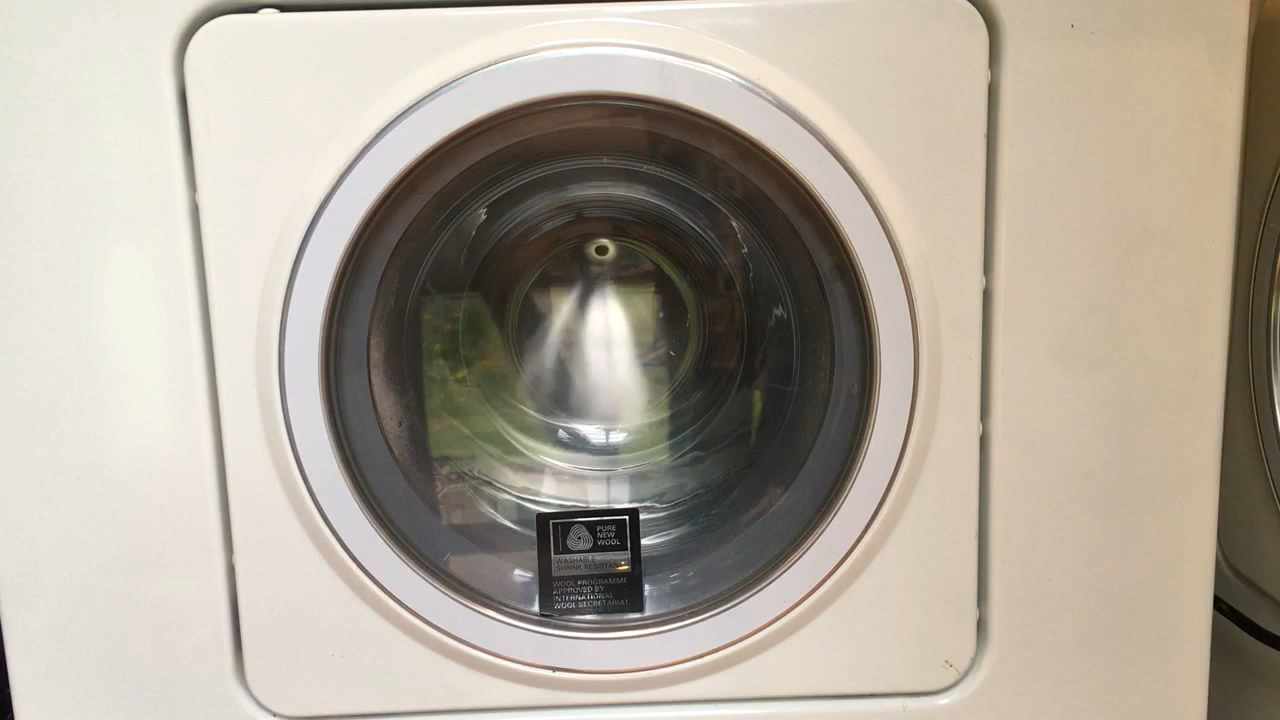 PURE
NEW
WOOL
WASHABLE
SHRINK RESISTANT
WOOL PROGRAMME
APPROVED BY
INTERNATIONAL
WOOL SECRETARIAT